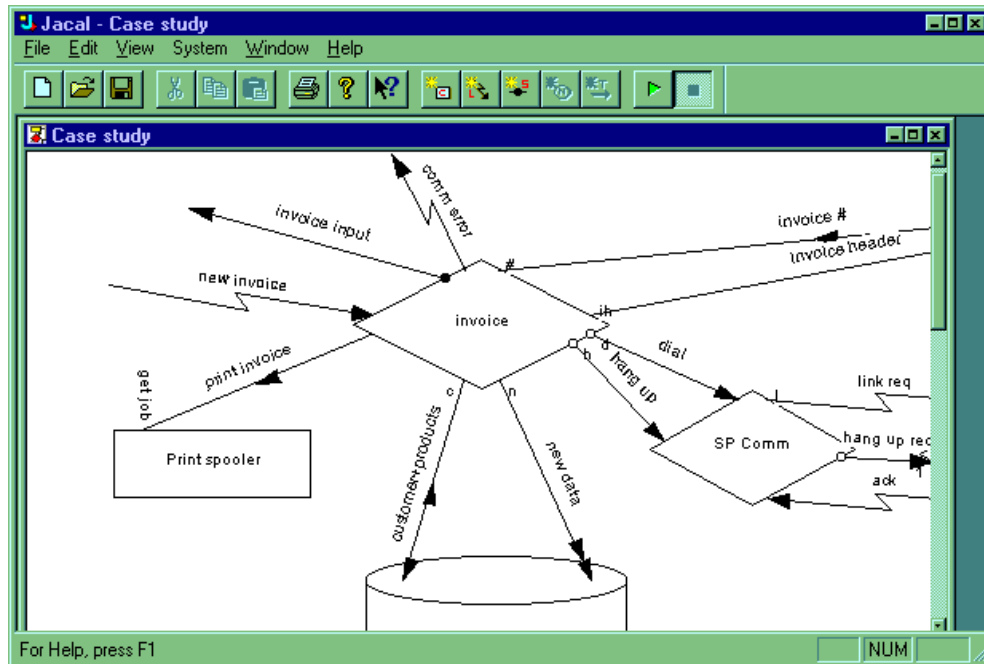 Jacal - Case study
File Edit View System Window Help
Case study
comm error
invoice input
invoice #
invoice header
#
new invoice
ih
invoice
d
h
dial
print invoice
hang up
get job
c
n
l
link req
SP Comm
hang up req
Print spooler
customer+products
new data
ack
For Help, press F1
NUM